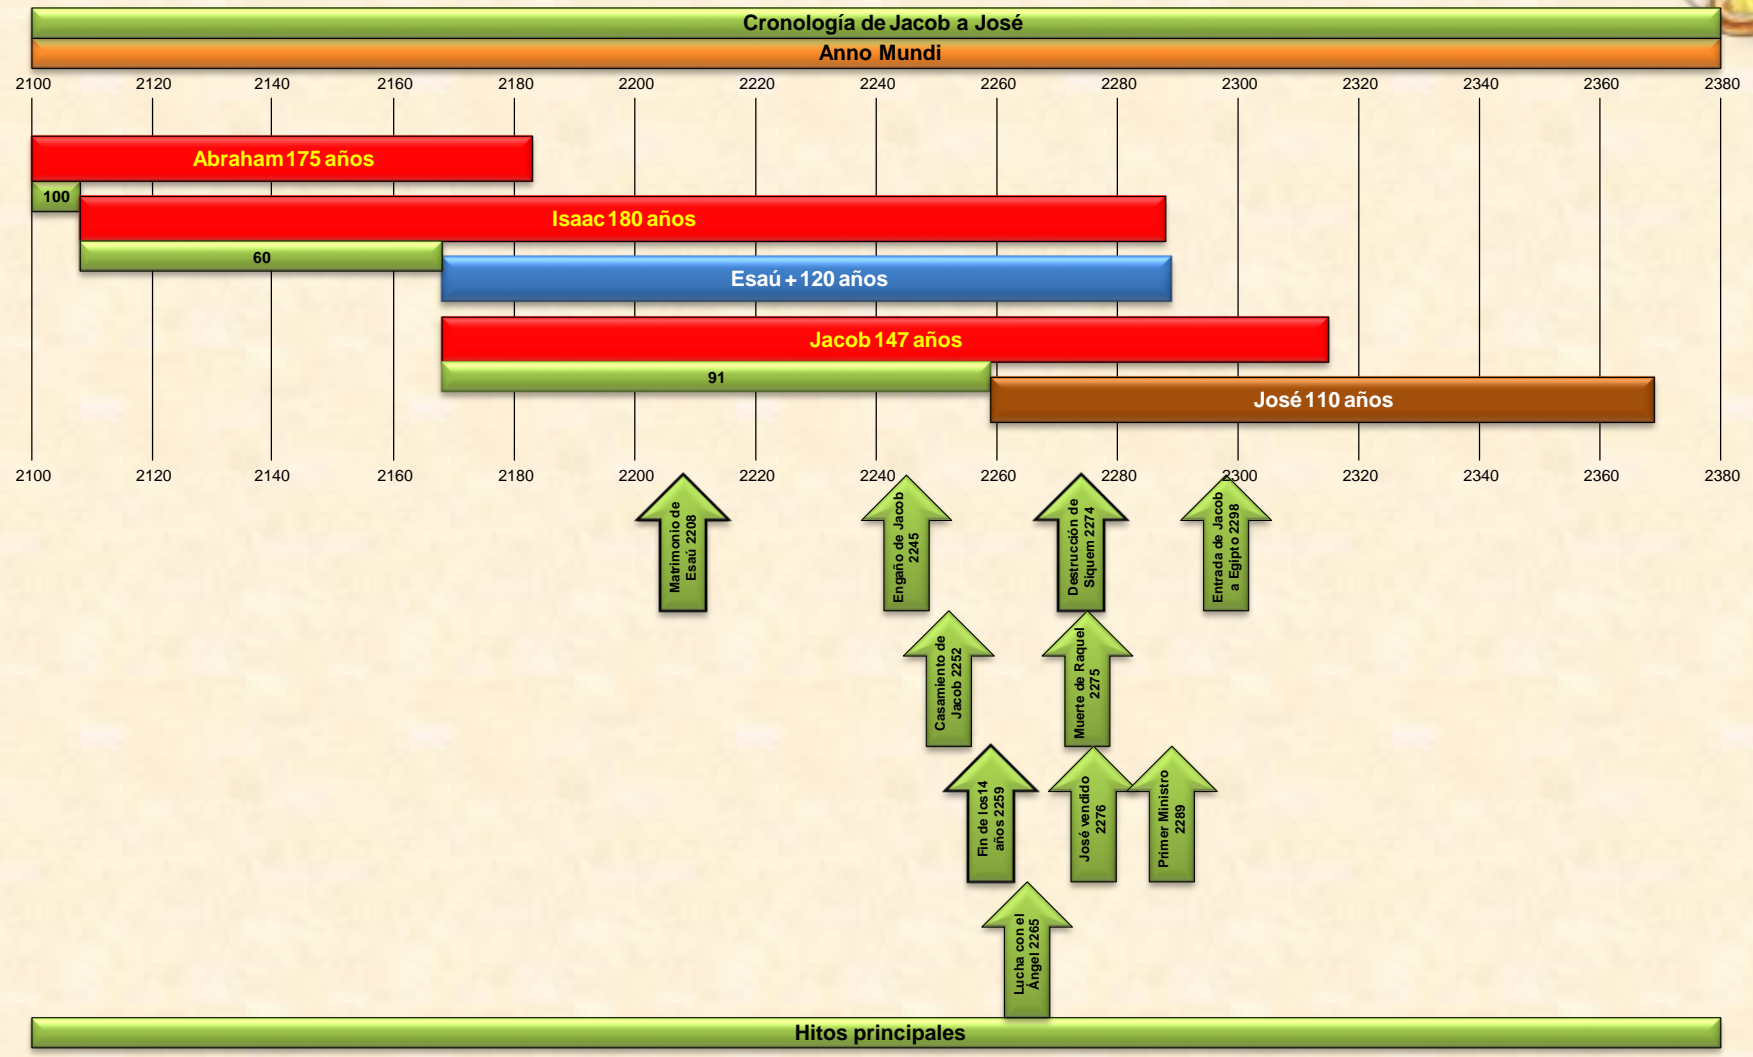 Cronología de Jacob a José
Anno Mundi
2100 2120 2140 2160 2180 2200 2220 2240 2260 2280 2300 2320 2340 2360 2380
Abraham 175 años
100
Isaac 180 años
60
Esaú + 120 años
Jacob 147 años
91
José 110 años
2100 2120 2140 2160 2180 2200 2220 2240 2260 2280 2300 2320 2340 2360 2380
Matrimonio de
Esaú 2208
Engaño de Jacob
2245
Destrucción de
Siquem 2274
Entrada de Jacob
a Egipto 2298
Casamiento de
Jacob 2252
Muerte de Raquel
2275
Fin de los 14
años 2259
José vendido
2276
Primer Ministro
2289
Lucha con el
Ángel 2265
Hitos principales